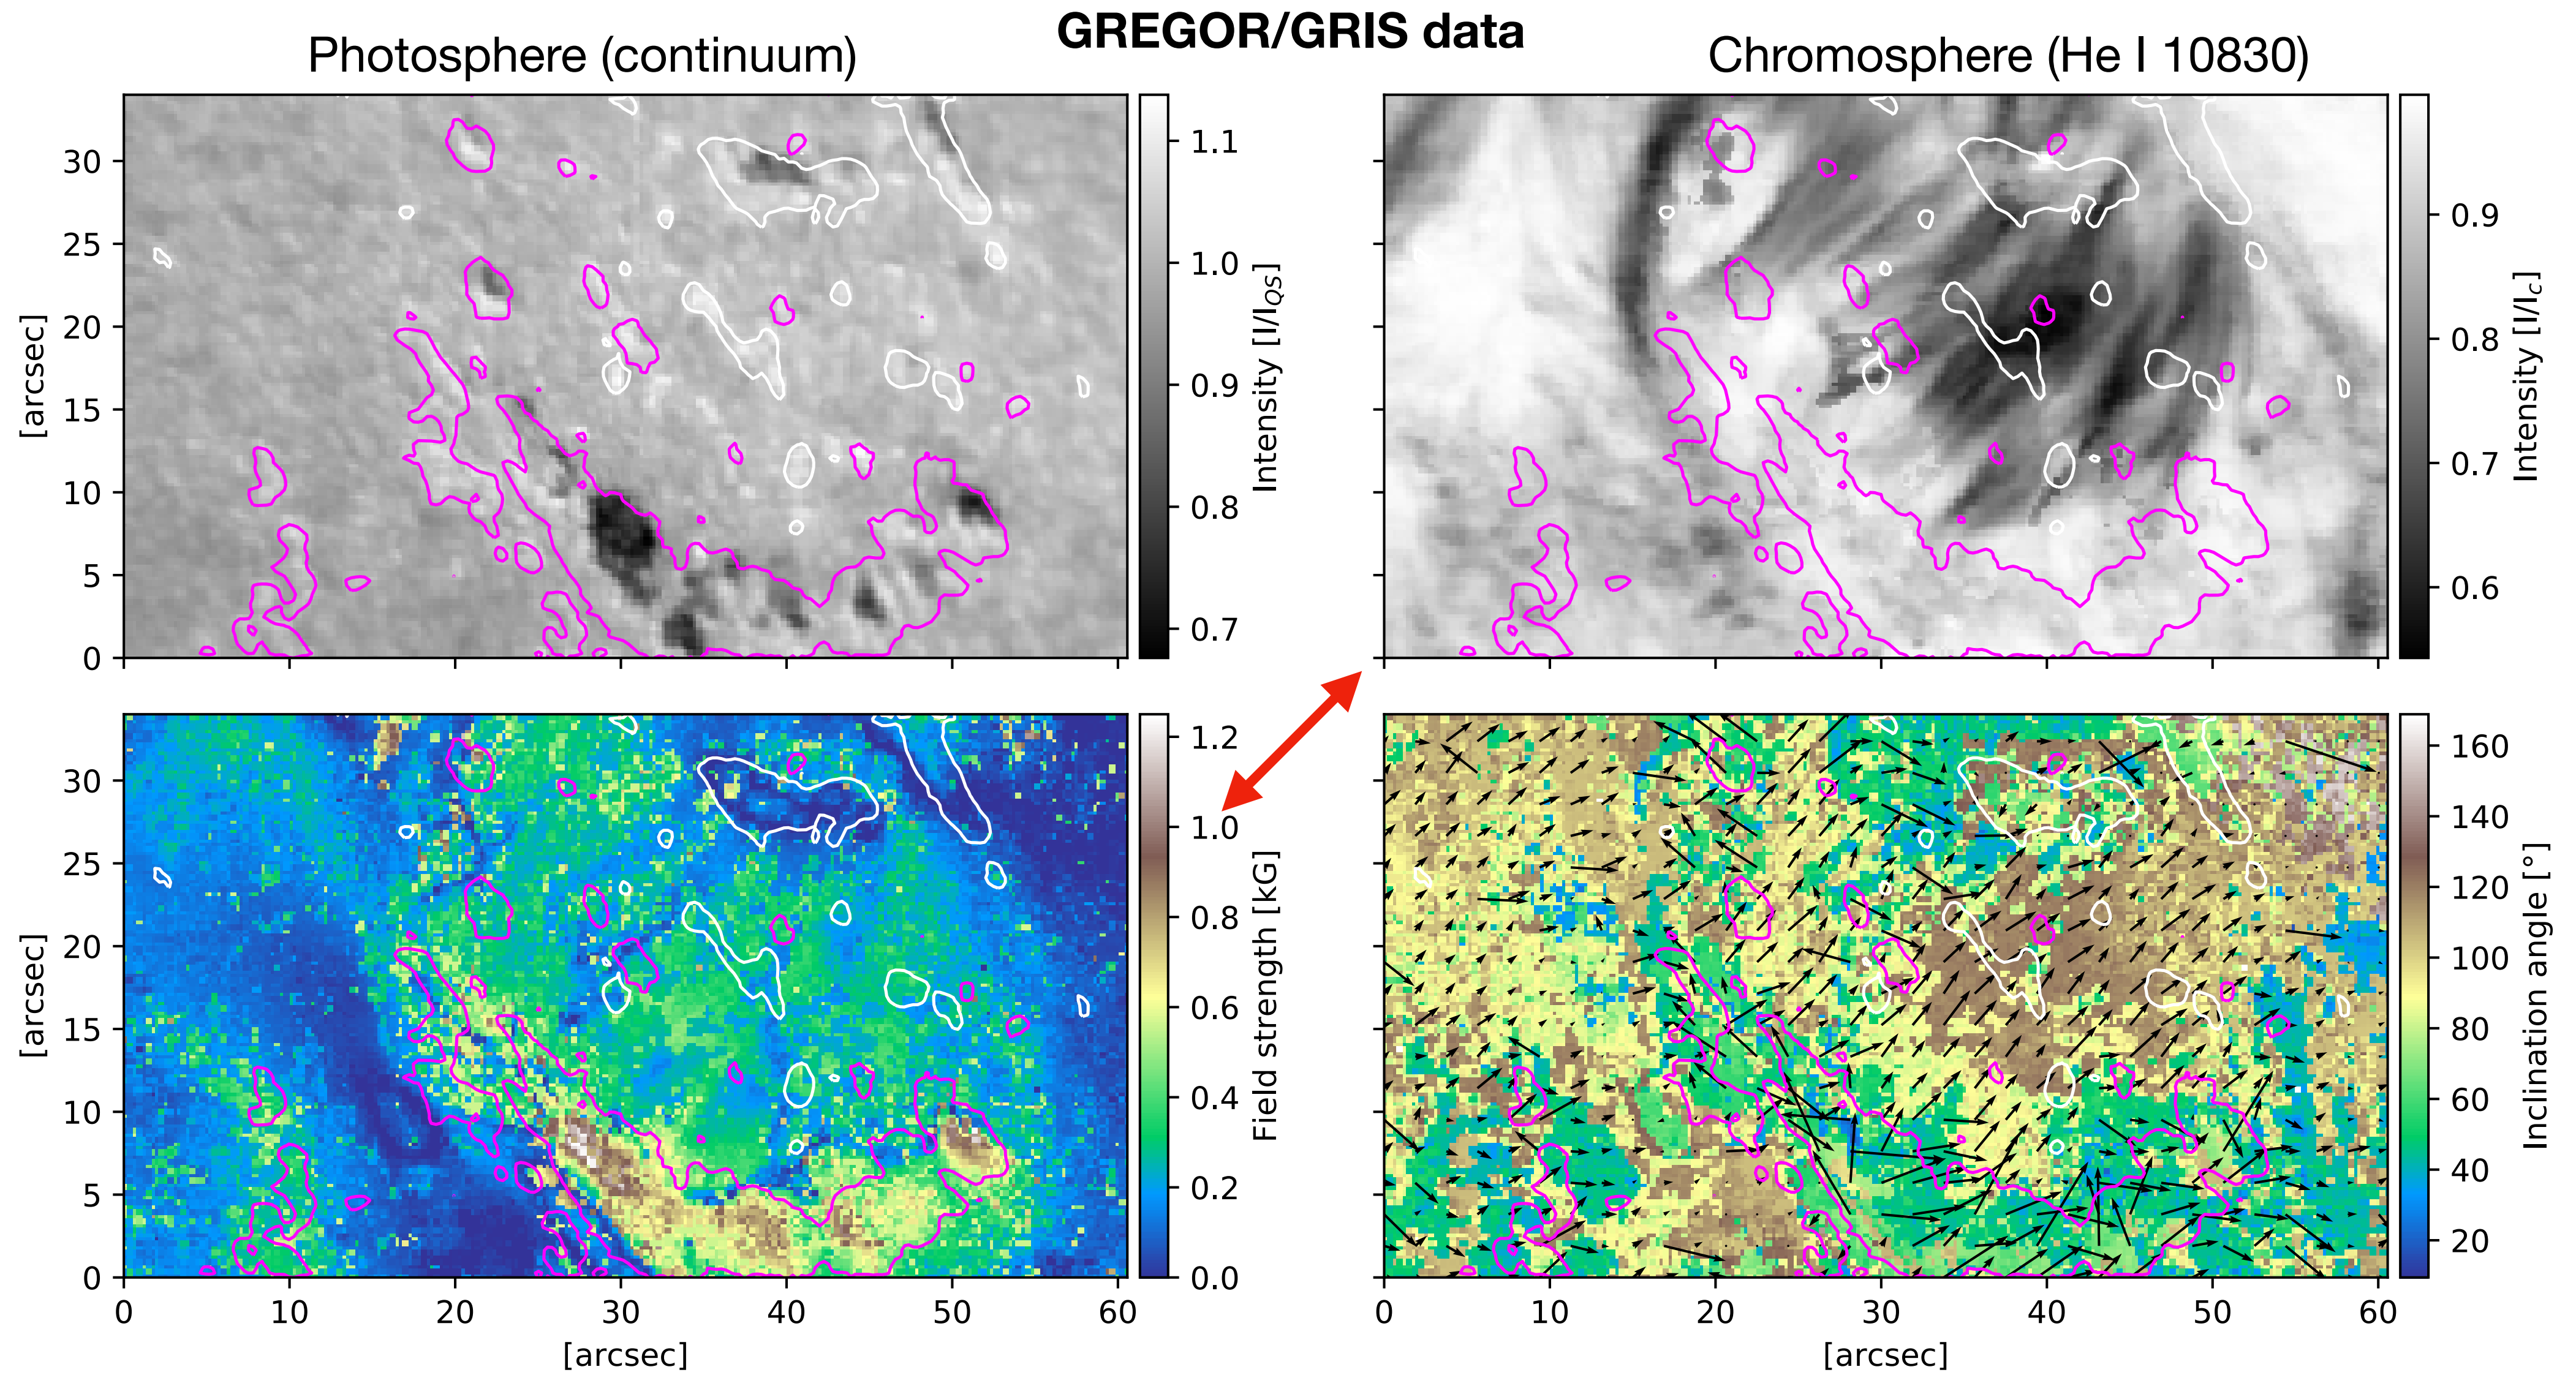 GREGOR/GRIS data
Photosphere (continuum)
Chromosphere (He I 10830)
30
25
20
15
10
5
0
[arcsec]
1.1
1.0
0.9
0.8
0.7
Intensity [I/I_QS]
0.9
0.8
0.7
0.6
Intensity [I/I_c]
30
25
20
15
10
5
0
[arcsec]
0 10 20 30 40 50 60
[arcsec]
1.2
1.0
0.8
0.6
0.4
0.2
0.0
Field strength [kG]
0 10 20 30 40 50 60
[arcsec]
160
140
120
100
80
60
40
20
Inclination angle [°]